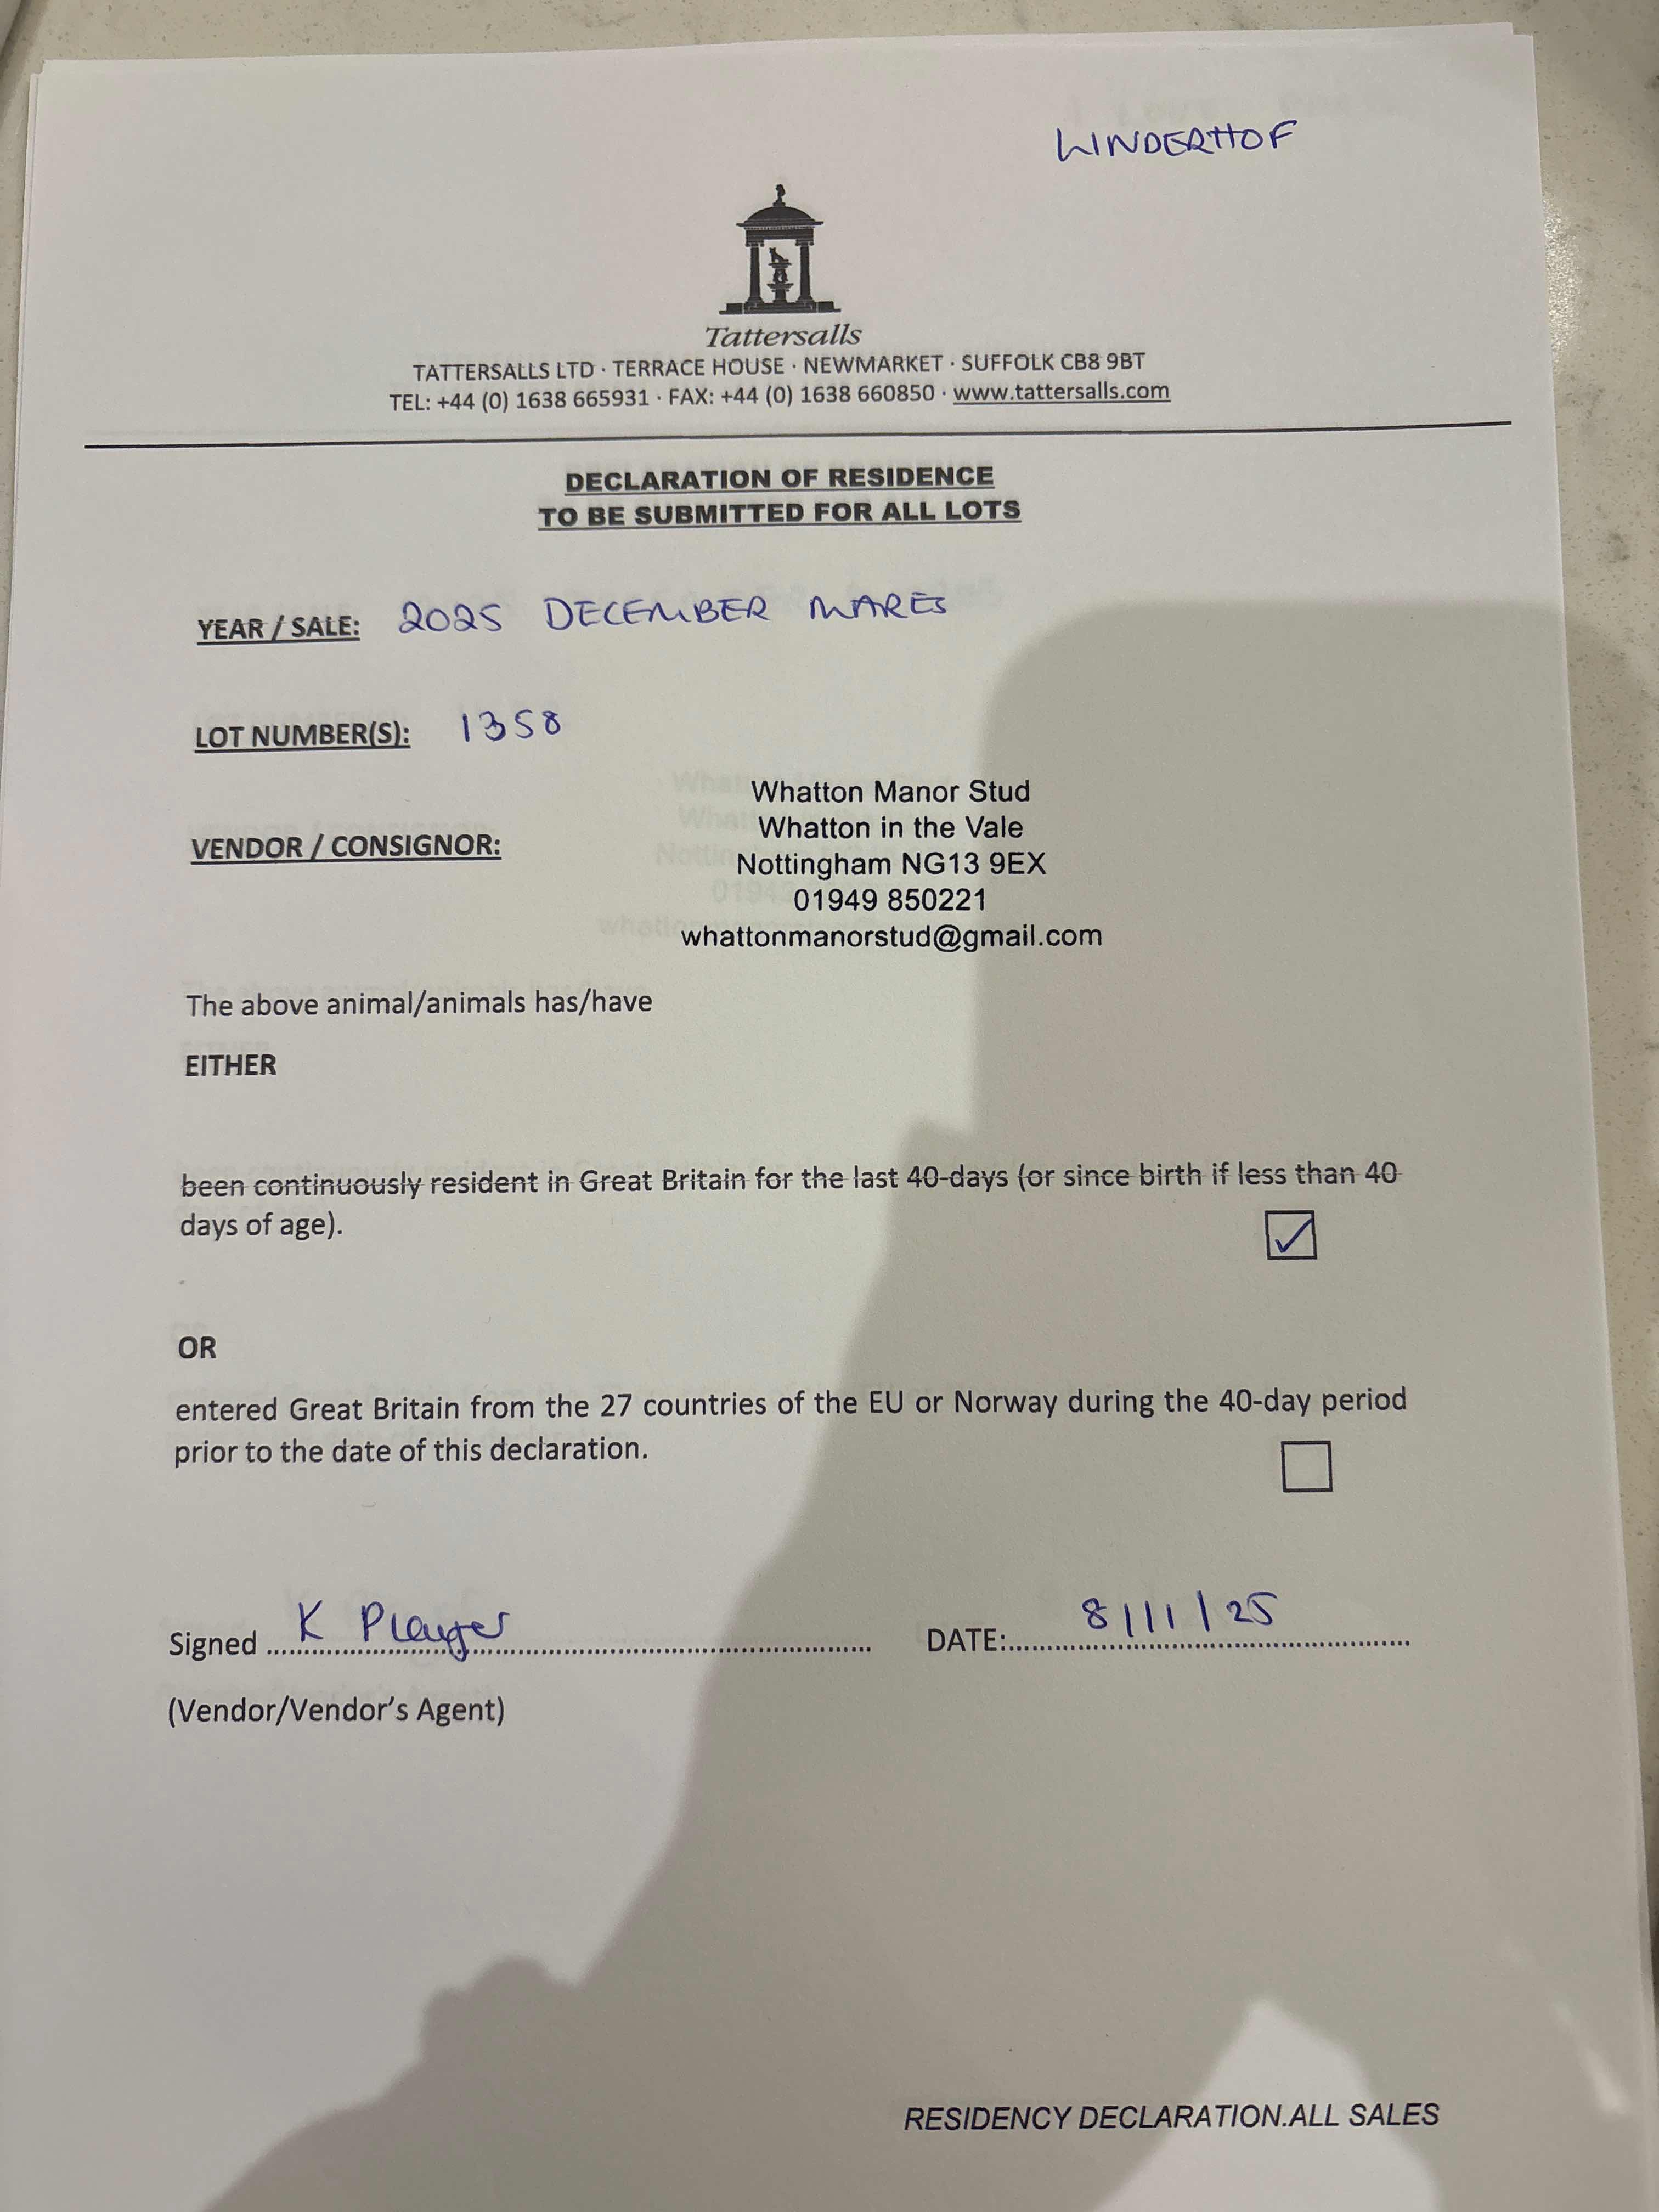 LINDERHOF
Tattersalls
TATTERSALLS LTD · TERRACE HOUSE · NEWMARKET · SUFFOLK CB8 9BT
TEL: +44 (0) 1638 665931 · FAX: +44 (0) 1638 660850 · www.tattersalls.com
DECLARATION OF RESIDENCE
TO BE SUBMITTED FOR ALL LOTS
YEAR / SALE: 2025 DECEMBER MARES
LOT NUMBER(S): 1358
VENDOR / CONSIGNOR:
Whatton Manor Stud
Whatton in the Vale
Nottingham NG13 9EX
01949 850221
whattonmanorstud@gmail.com
The above animal/animals has/have
EITHER
been continuously resident in Great Britain for the last 40-days (or since birth if less than 40
days of age).
OR
entered Great Britain from the 27 countries of the EU or Norway during the 40-day period
prior to the date of this declaration.
Signed K Player DATE: 8/11/25
(Vendor/Vendor's Agent)
RESIDENCY DECLARATION.ALL SALES